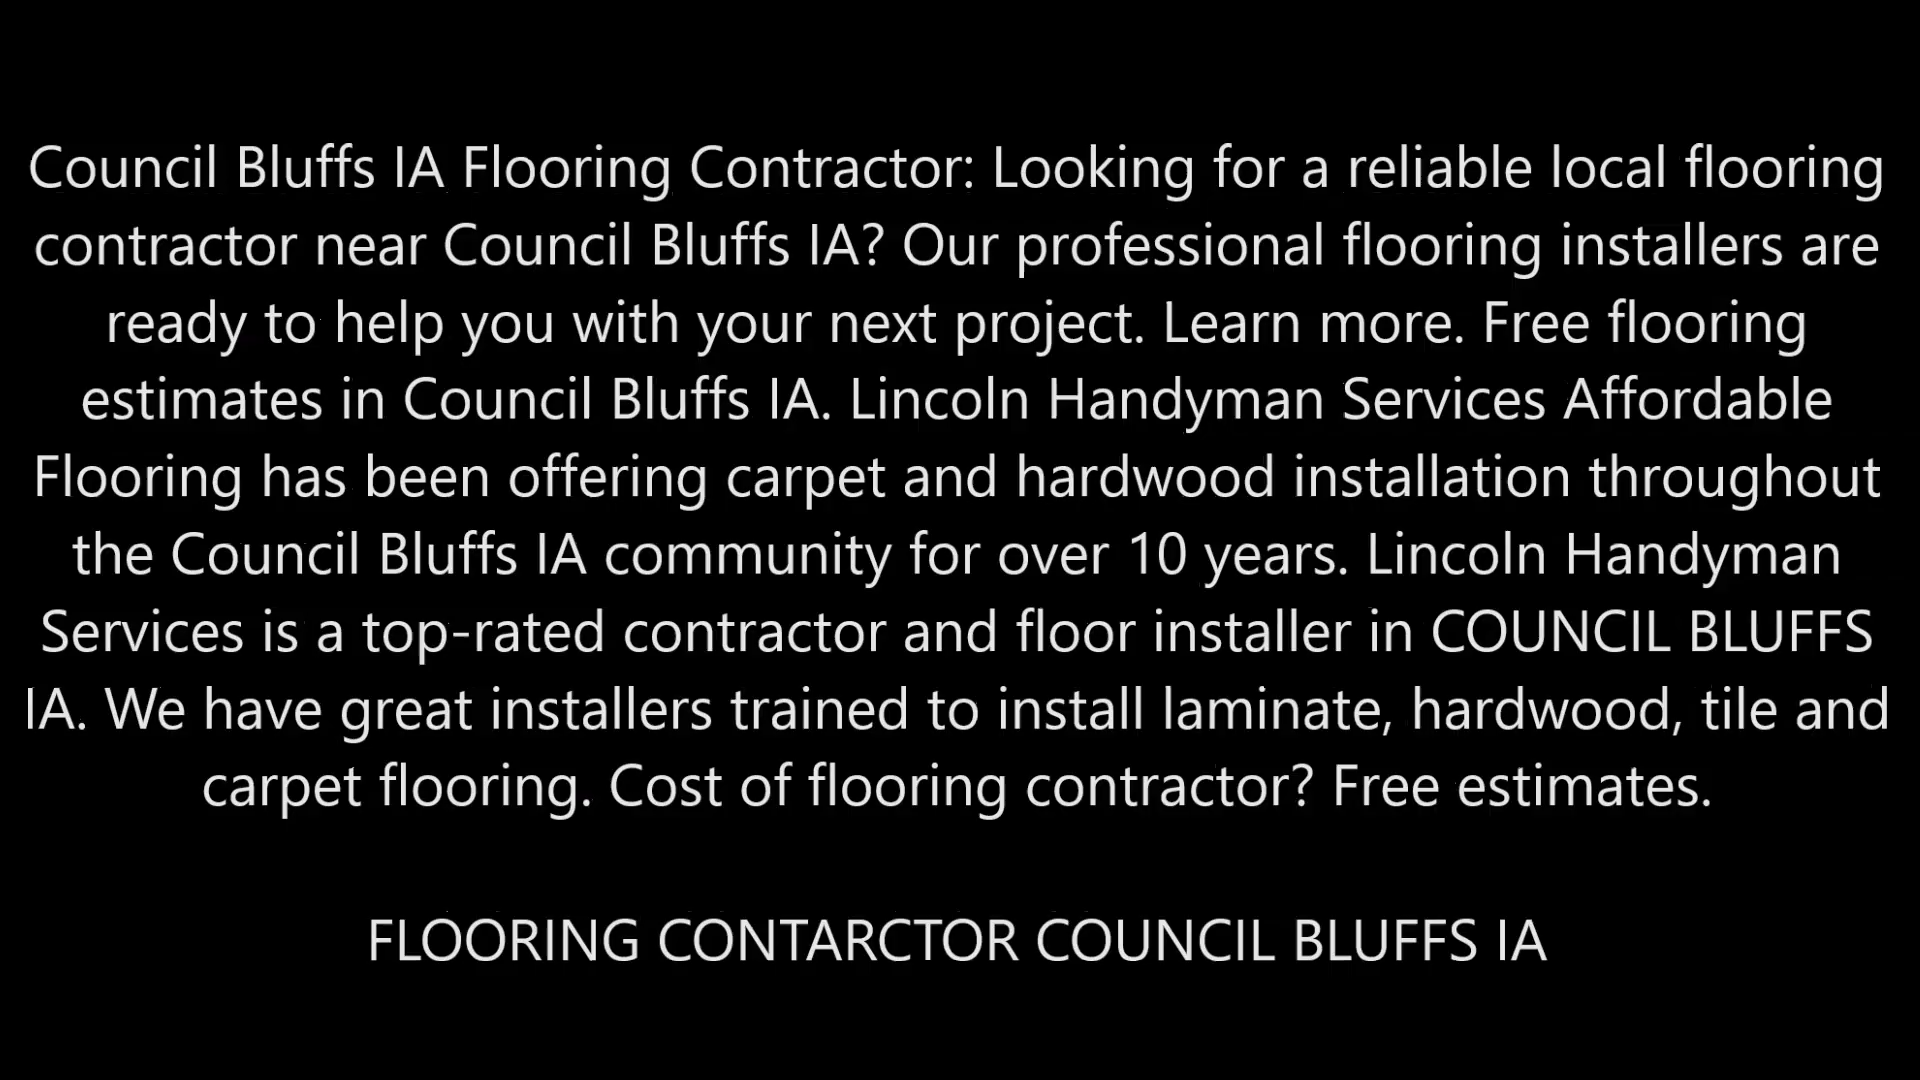 Council Bluffs IA Flooring Contractor: Looking for a reliable local flooring
contractor near Council Bluffs IA? Our professional flooring installers are
ready to help you with your next project. Learn more. Free flooring
estimates in Council Bluffs IA. Lincoln Handyman Services Affordable
Flooring has been offering carpet and hardwood installation throughout
the Council Bluffs IA community for over 10 years. Lincoln Handyman
Services is a top-rated contractor and floor installer in COUNCIL BLUFFS
IA. We have great installers trained to install laminate, hardwood, tile and
carpet flooring. Cost of flooring contractor? Free estimates.
FLOORING CONTARCTOR COUNCIL BLUFFS IA